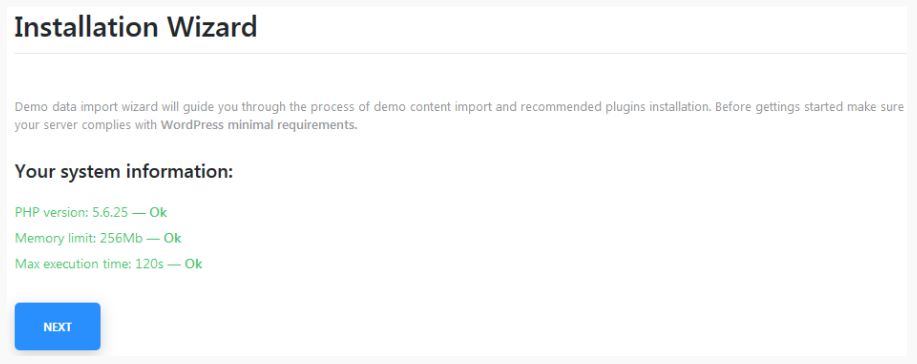 Installation Wizard
Demo data import wizard will guide you through the process of demo content import and recommended plugins installation. Before gettings started make sure
your server complies with WordPress minimal requirements.
Your system information:
PHP version: 5.6.25 — Ok
Memory limit: 256Mb — Ok
Max execution time: 120s — Ok
NEXT